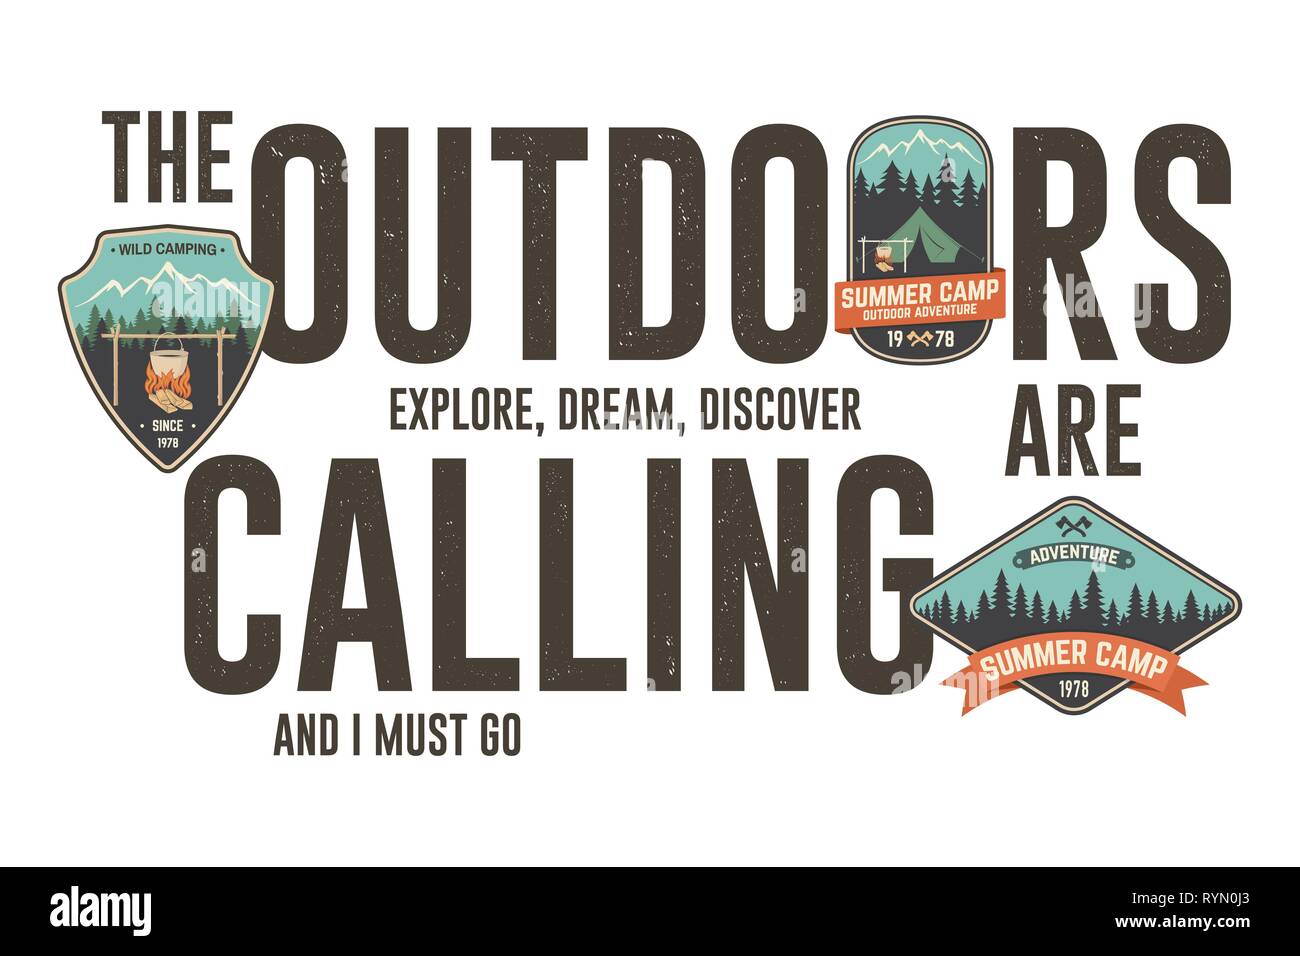 THE OUTDOORS
WILD CAMPING
SINCE
1978
SUMMER CAMP
OUTDOOR ADVENTURE
19 78
EXPLORE, DREAM, DISCOVER
ARE
CALLING
ADVENTURE
SUMMER CAMP
1978
AND I MUST GO
alamy
a
alamy
Image ID: RYN0J3
www.alamy.com